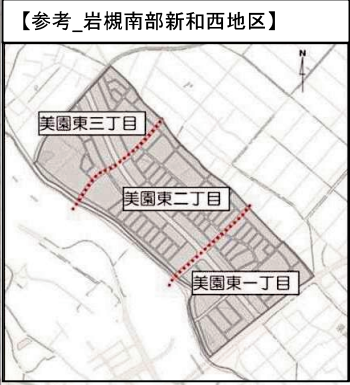 【参考_岩槻南部新和西地区】
N
美園東三丁目
美園東二丁目
美園東一丁目